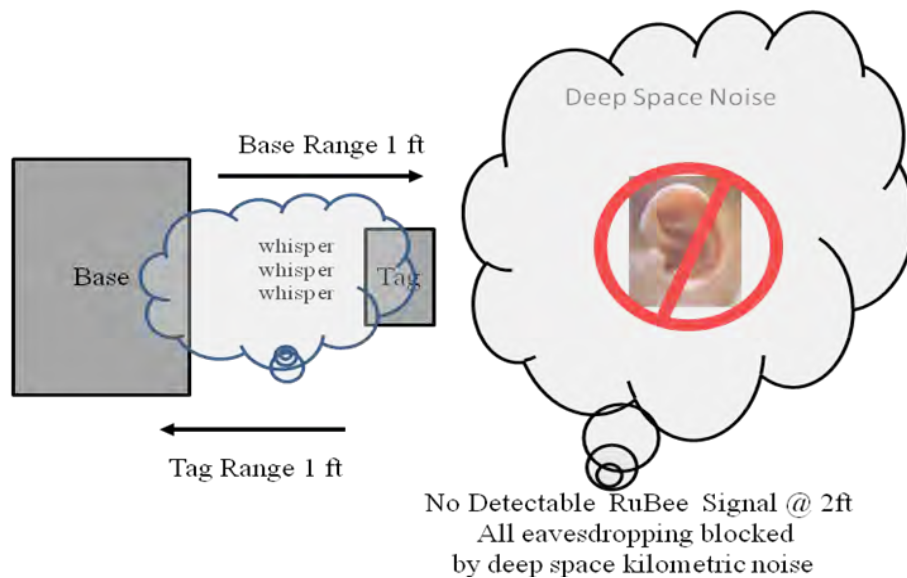 Deep Space Noise
Base Range 1 ft
Base
whisper
whisper
whisper
Tag
Tag Range 1 ft
No Detectable RuBee Signal @ 2ft
All eavesdropping blocked
by deep space kilometric noise